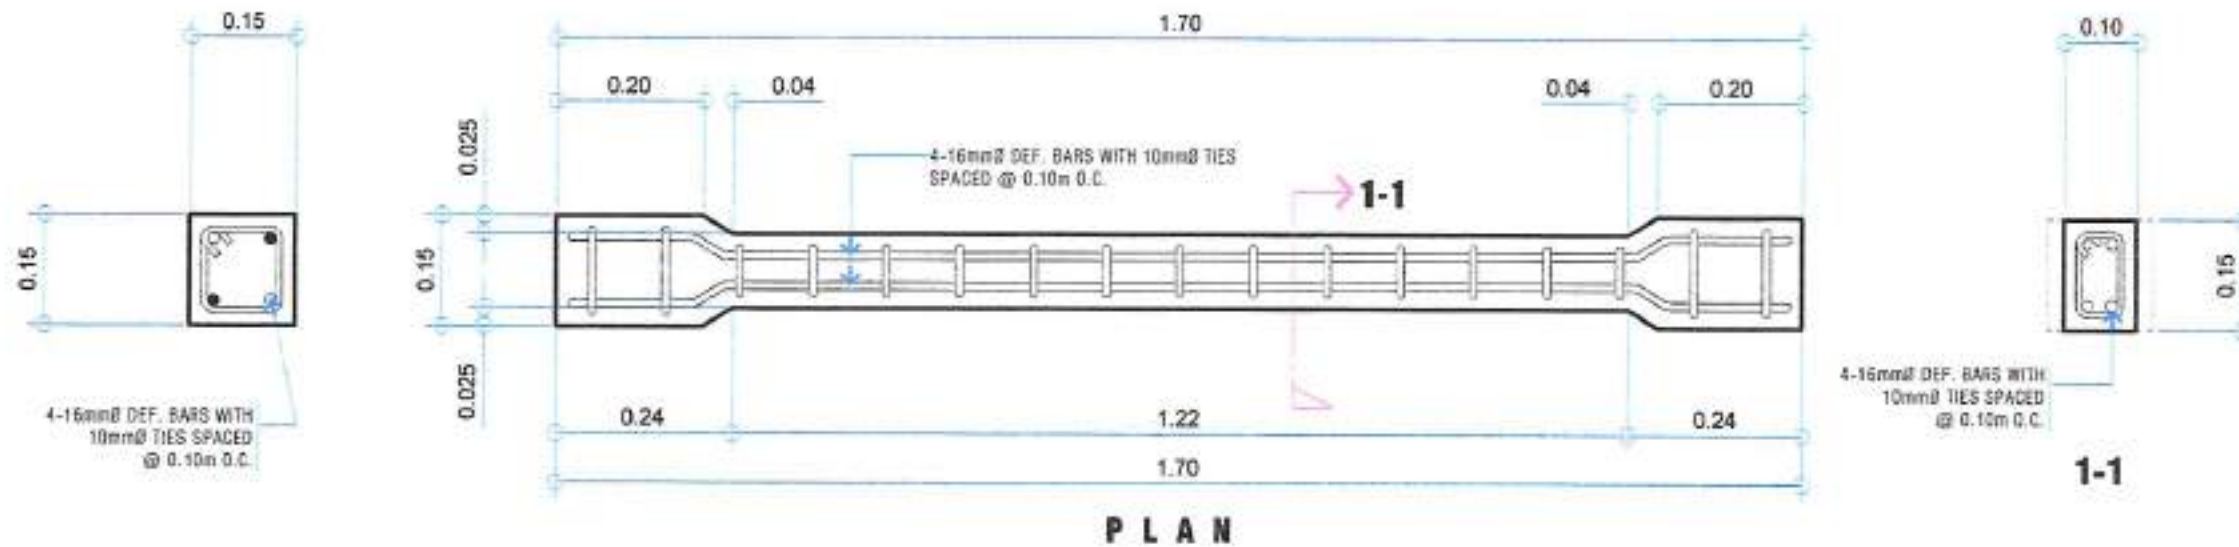 0.15
0.15
4-16mmØ DEF. BARS WITH
10mmØ TIES SPACED
@ 0.10m O.C.
1.70
0.20
0.04
0.04
0.20
0.025
0.15
0.025
4-16mmØ DEF. BARS WITH 10mmØ TIES
SPACED @ 0.10m O.C.
1-1
0.24
1.22
0.24
1.70
PLAN
0.10
0.15
4-16mmØ DEF. BARS WITH
10mmØ TIES SPACED
@ 0.10m O.C.
1-1